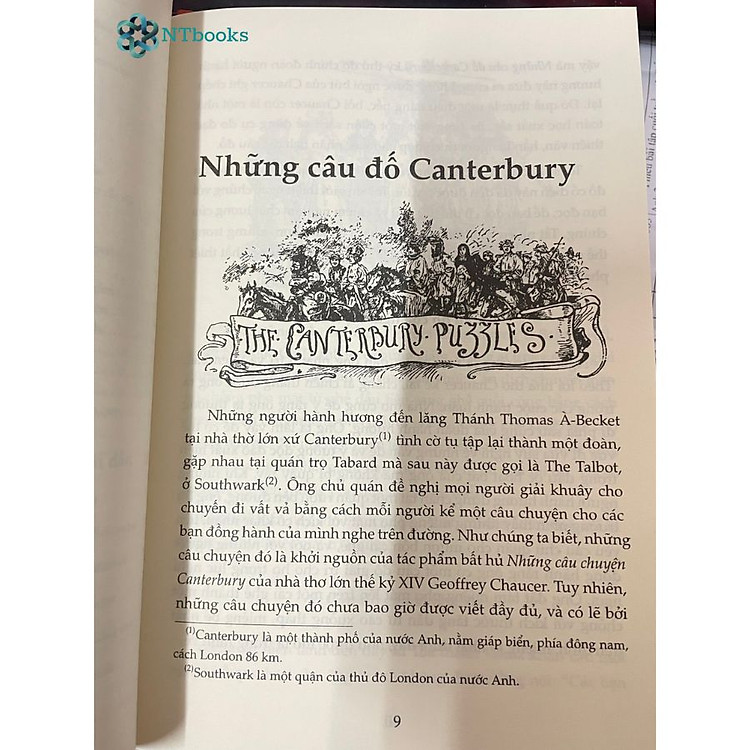 NTbooks
Những câu đố Canterbury
THE CANTERBURY PUZZLES
Những người hành hương đến lăng Thánh Thomas À-Becket
tại nhà thờ lớn xứ Canterbury(1) tình cờ tụ tập lại thành một đoàn,
gặp nhau tại quán trọ Tabard mà sau này được gọi là The Talbot,
ở Southwark(2). Ông chủ quán đề nghị mọi người giải khuây cho
chuyến đi vất vả bằng cách mỗi người kể một câu chuyện cho các
bạn đồng hành của mình nghe trên đường. Như chúng ta biết, những
câu chuyện đó là khởi nguồn của tác phẩm bất hủ Những câu chuyện
Canterbury của nhà thơ lớn thế kỷ XIV Geoffrey Chaucer. Tuy nhiên,
những câu chuyện đó chưa bao giờ được viết đầy đủ, và có lẽ bởi
(1)Canterbury là một thành phố của nước Anh, nằm giáp biển, phía đông nam,
cách London 86 km.
(2)Southwark là một quận của thủ đô London của nước Anh.
9